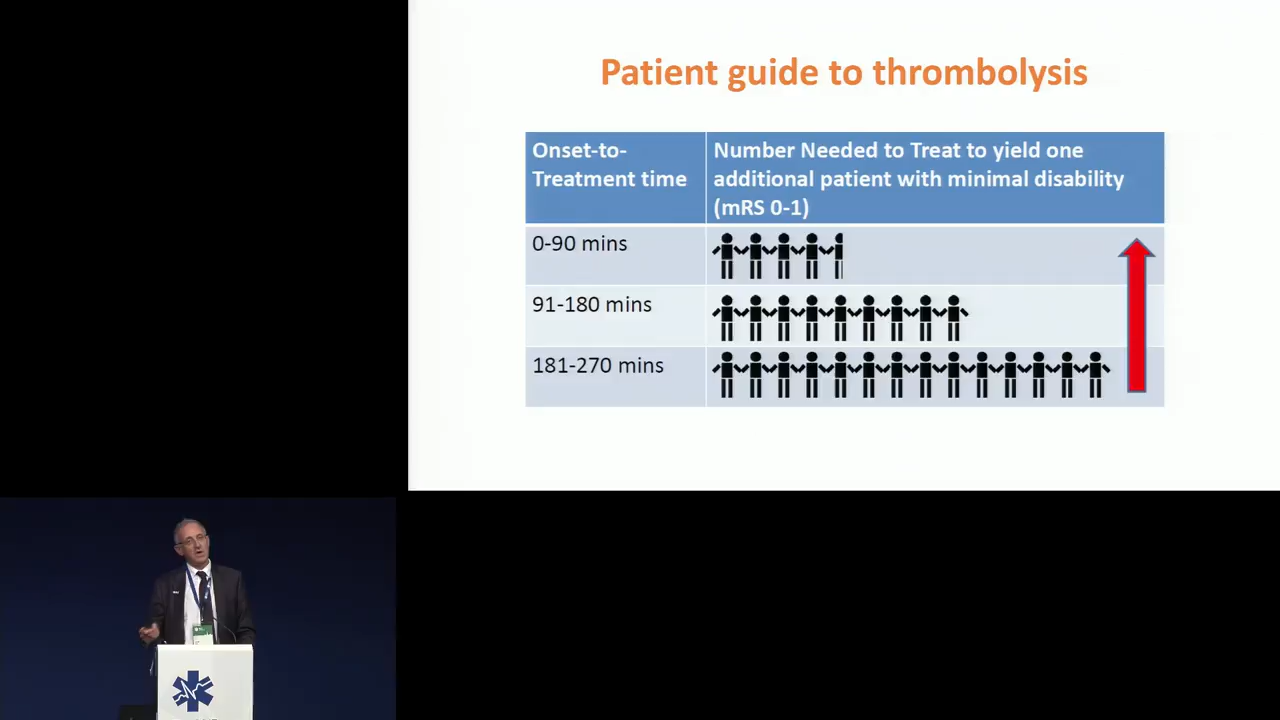 Patient guide to thrombolysis
Onset-to-
Treatment time
Number Needed to Treat to yield one
additional patient with minimal disability
(mRS 0-1)
0-90 mins
91-180 mins
181-270 mins